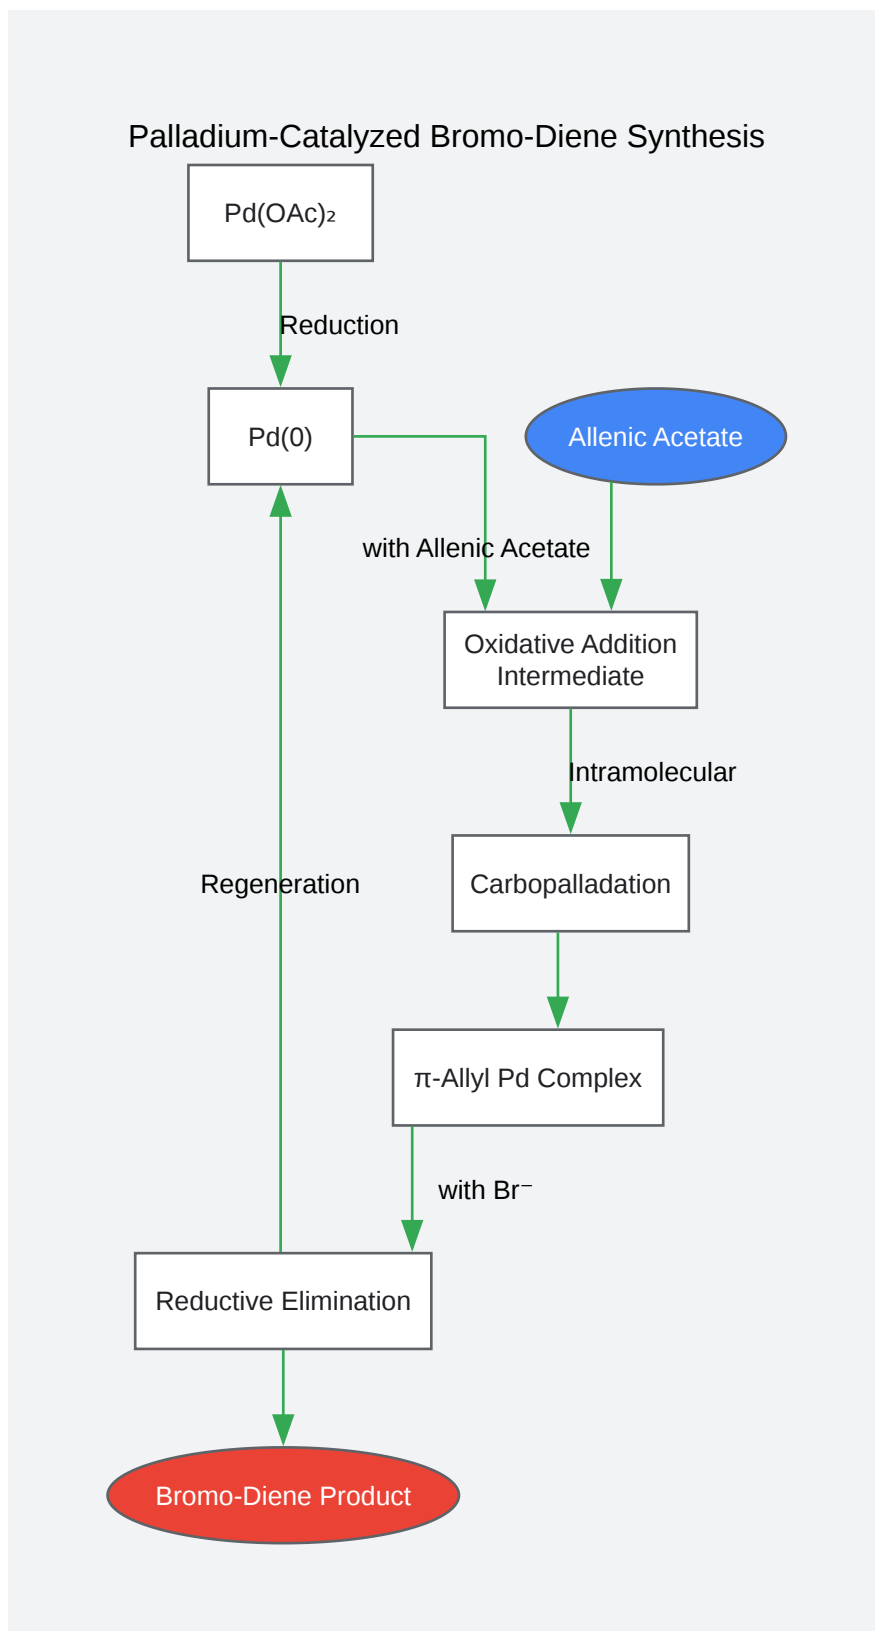 Palladium-Catalyzed Bromo-Diene Synthesis
Pd(OAc)₂
Reduction
Pd(0)
Allenic Acetate
with Allenic Acetate
Oxidative Addition
Intermediate
Intramolecular
Carbopalladation
Regeneration
π-Allyl Pd Complex
with Br⁻
Reductive Elimination
Bromo-Diene Product